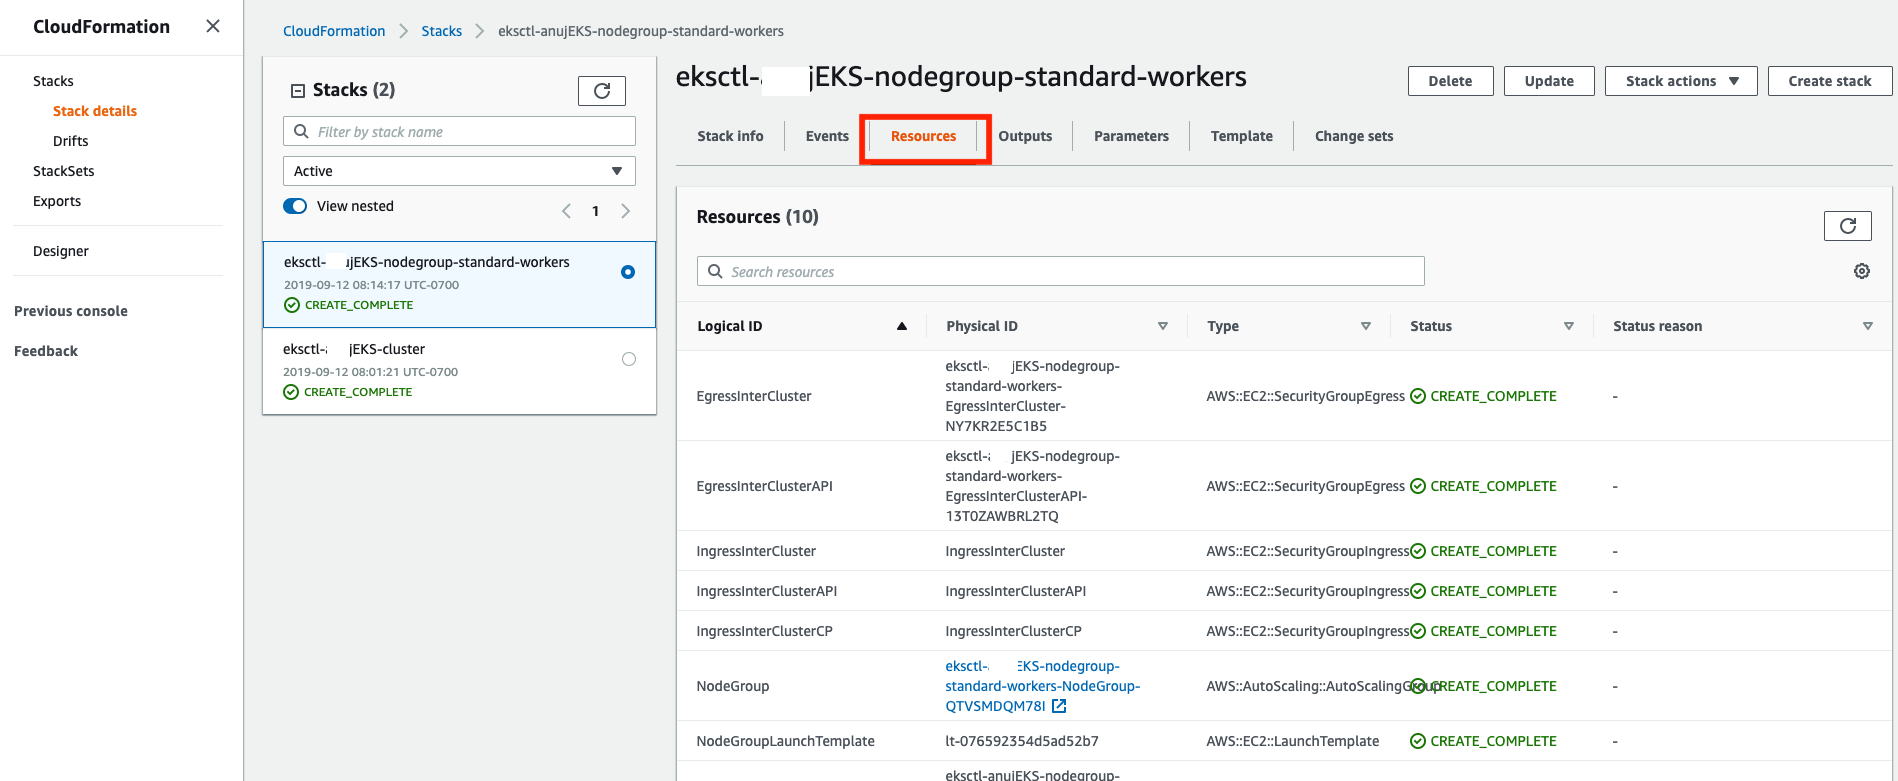 CloudFormation
Stacks
Stack details
Drifts
StackSets
Exports
Designer
Previous console
Feedback
CloudFormation Stacks eksctl-anujEKS-nodegroup-standard-workers
Stacks (2)
Filter by stack name
Active
View nested
1
eksctl- ujEKS-nodegroup-standard-workers
2019-09-12 08:14:17 UTC-0700
CREATE_COMPLETE
eksctl- jEKS-cluster
2019-09-12 08:01:21 UTC-0700
CREATE_COMPLETE
eksctl- jEKS-nodegroup-standard-workers
Delete Update Stack actions Create stack
Stack info Events Resources Outputs Parameters Template Change sets
Resources (10)
Search resources
Logical ID Physical ID Type Status Status reason
EgressInterCluster
eksctl- jEKS-nodegroup-
standard-workers-
EgressInterCluster-
NY7KR2E5C1B5
AWS::EC2::SecurityGroupEgress CREATE_COMPLETE -
EgressInterClusterAPI
eksctl- jEKS-nodegroup-
standard-workers-
EgressInterClusterAPI-
13T0ZAWBRL2TQ
AWS::EC2::SecurityGroupEgress CREATE_COMPLETE -
IngressInterCluster IngressInterCluster AWS::EC2::SecurityGroupIngress CREATE_COMPLETE -
IngressInterClusterAPI IngressInterClusterAPI AWS::EC2::SecurityGroupIngress CREATE_COMPLETE -
IngressInterClusterCP IngressInterClusterCP AWS::EC2::SecurityGroupIngress CREATE_COMPLETE -
NodeGroup
eksctl- EKS-nodegroup-
standard-workers-NodeGroup-
QTVSMDQM78I
AWS::AutoScaling::AutoScalingGroup CREATE_COMPLETE -
NodeGroupLaunchTemplate lt-076592354d5ad52b7 AWS::EC2::LaunchTemplate CREATE_COMPLETE -
eksctl-anujEKS-nodegroup-